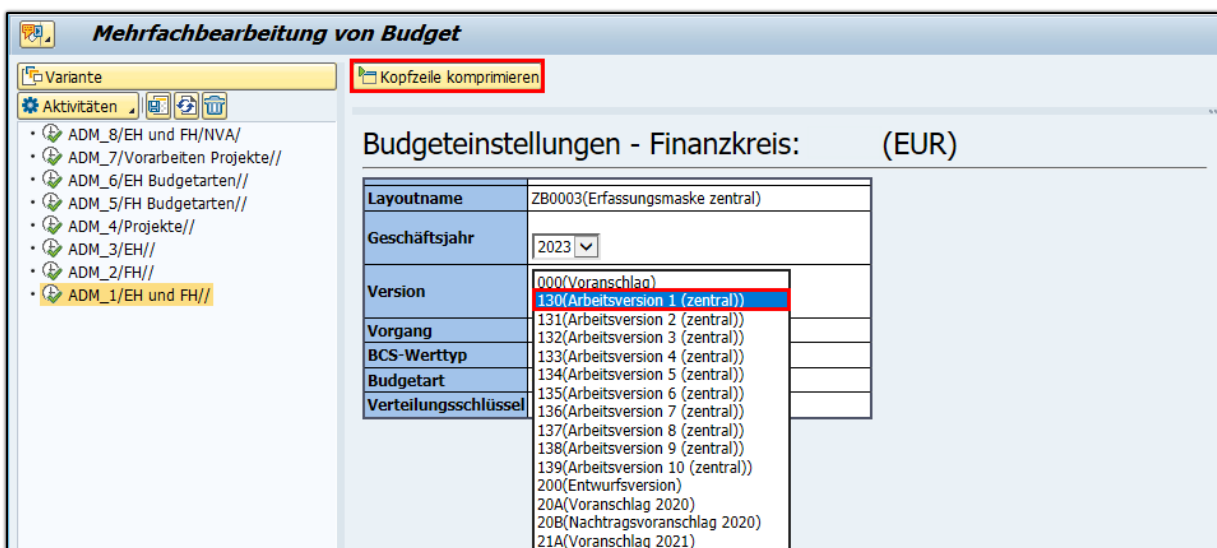 Mehrfachbearbeitung von Budget
Variante
Aktivitäten
ADM_8/EH und FH/NVA/
ADM_7/Vorarbeiten Projekte//
ADM_6/EH Budgetarten//
ADM_5/FH Budgetarten//
ADM_4/Projekte//
ADM_3/EH//
ADM_2/FH//
ADM_1/EH und FH//
Kopfzeile komprimieren
Budgeteinstellungen - Finanzkreis: (EUR)
Layoutname ZB0003(Erfassungsmaske zentral)
Geschäftsjahr 2023
Version
Vorgang
BCS-Werttyp
Budgetart
Verteilungsschlüssel
000(Voranschlag)
130(Arbeitsversion 1 (zentral))
131(Arbeitsversion 2 (zentral))
132(Arbeitsversion 3 (zentral))
133(Arbeitsversion 4 (zentral))
134(Arbeitsversion 5 (zentral))
135(Arbeitsversion 6 (zentral))
136(Arbeitsversion 7 (zentral))
137(Arbeitsversion 8 (zentral))
138(Arbeitsversion 9 (zentral))
139(Arbeitsversion 10 (zentral))
200(Entwurfsversion)
20A(Voranschlag 2020)
20B(Nachtragsvoranschlag 2020)
21A(Voranschlag 2021)